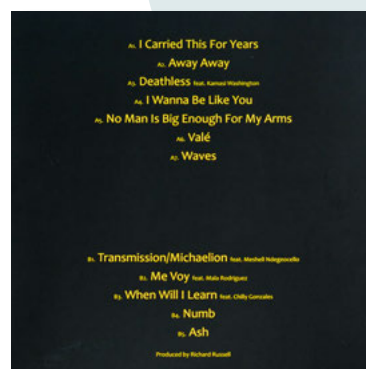 A1. I Carried This For Years
A2. Away Away
A3. Deathless feat. Kamasi Washington
A4. I Wanna Be Like You
A5. No Man Is Big Enough For My Arms
A6. Valé
A7. Waves
B1. Transmission/Michaelion feat. Meshell Ndegeocello
B2. Me Voy feat. Mala Rodriguez
B3. When Will I Learn feat. Chilly Gonzales
B4. Numb
B5. Ash
Produced by Richard Russell